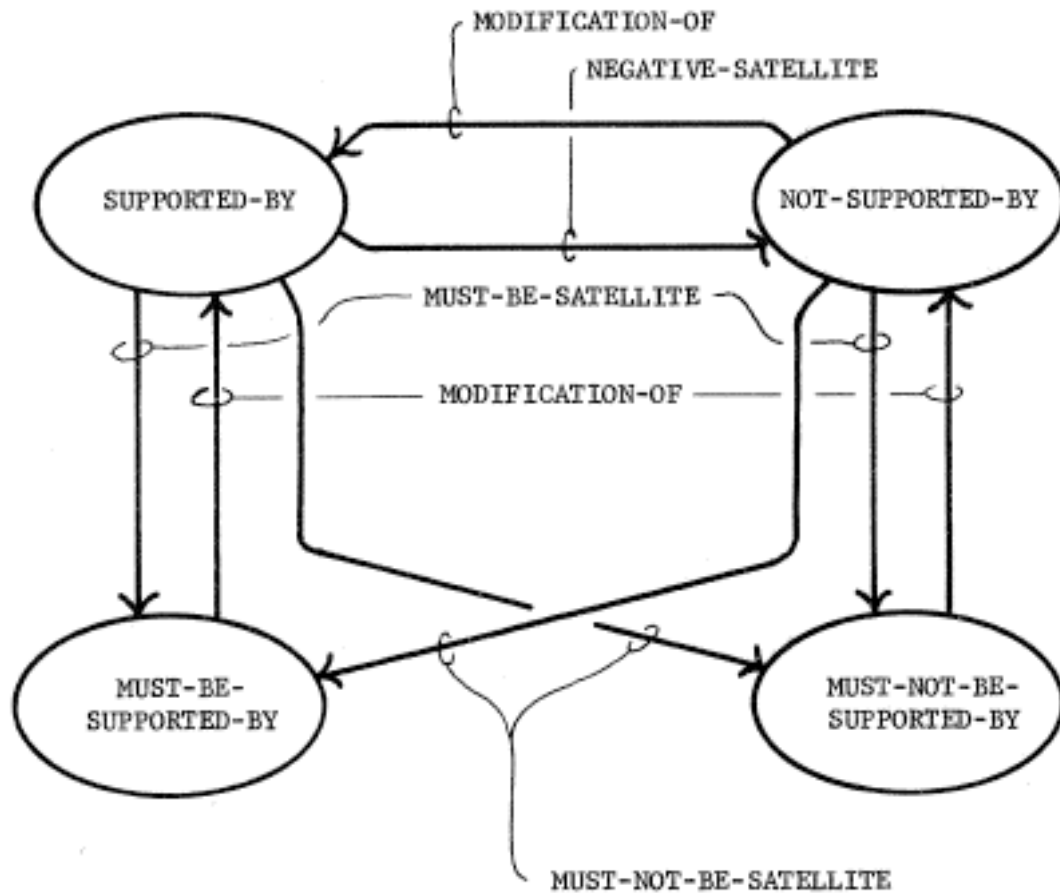 MODIFICATION-OF
NEGATIVE-SATELLITE
SUPPORTED-BY
NOT-SUPPORTED-BY
MUST-BE-SATELLITE
MODIFICATION-OF
MUST-BE-
SUPPORTED-BY
MUST-NOT-BE-
SUPPORTED-BY
MUST-NOT-BE-SATELLITE